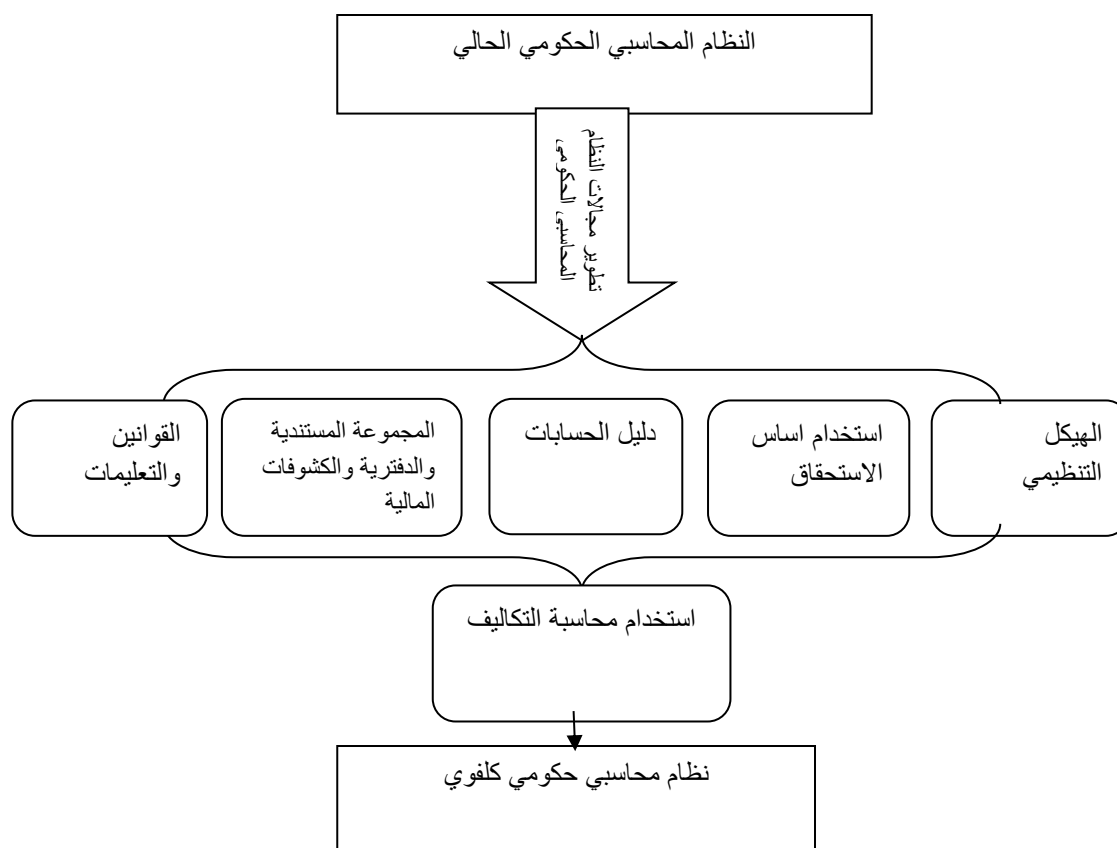 النظام المحاسبي الحكومي الحالي
تطوير مجالات النظام
المحاسبي الحكومي
الهيكل
التنظيمي
استخدام اساس
الاستحقاق
دليل الحسابات
المجموعة المستندية
والدفترية والكشوفات
المالية
القوانين
والتعليمات
استخدام محاسبة التكاليف
نظام محاسبي حكومي كلفوي